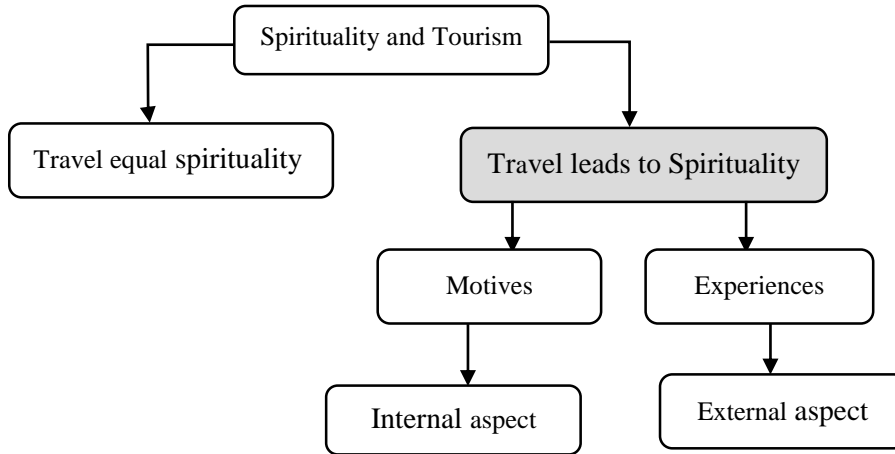 Spirituality and Tourism
Travel equal spirituality
Travel leads to Spirituality
Motives
Experiences
Internal aspect
External aspect